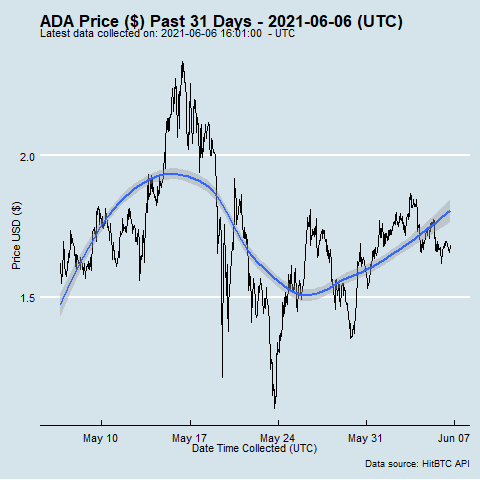 ADA Price ($) Past 31 Days - 2021-06-06 (UTC)
Latest data collected on: 2021-06-06 16:01:00 - UTC
Price USD ($)
2.0
1.5
May 10 May 17 May 24 May 31 Jun 07
Date Time Collected (UTC)
Data source: HitBTC API